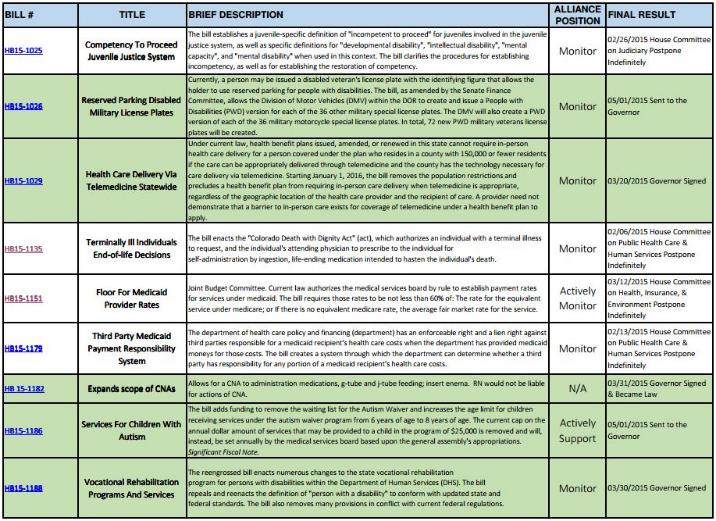 BILL # TITLE BRIEF DESCRIPTION ALLIANCE POSITION FINAL RESULT
HB15-1025
Competency To Proceed
Juvenile Justice System
The bill establishes a juvenile-specific definition of "incompetent to proceed" for juveniles involved in the juvenile
justice system, as well as specific definitions for "developmental disability", "intellectual disability", "mental
capacity", and "mental disability" when used in this context. The bill clarifies the procedures for establishing
incompetency, as well as for establishing the restoration of competency.
Monitor
02/26/2015 House Committee
on Judiciary Postpone
Indefinitely
HB15-1026
Reserved Parking Disabled
Military License Plates
Currently, a person may be issued a disabled veteran's license plate with the identifying figure that allows the
holder to use reserved parking for people with disabilities. The bill, as amended by the Senate Finance
Committee, allows the Division of Motor Vehicles (DMV) within the DOR to create and issue a People with
Disabilities (PWD) version for each of the 36 other military special license plates. The DMV will also create a PWD
version of each of the 36 military motorcycle special license plates. In total, 72 new PWD military veterans license
plates will be created.
Monitor
05/01/2015 Sent to the
Governor
HB15-1029
Health Care Delivery Via
Telemedicine Statewide
Under current law, health benefit plans issued, amended, or renewed in this state cannot require in-person
health care delivery for a person covered under the plan who resides in a county with 150,000 or fewer residents
if the care can be appropriately delivered through telemedicine and the county has the technology necessary for
care delivery via telemedicine. Starting January 1, 2016, the bill removes the population restrictions and
precludes a health benefit plan from requiring in-person care delivery when telemedicine is appropriate,
regardless of the geographic location of the health care provider and the recipient of care. A provider need not
demonstrate that a barrier to in-person care exists for coverage of telemedicine under a health benefit plan to
apply.
Monitor
03/20/2015 Governor Signed
HB15-1135
Terminally Ill Individuals
End-of-life Decisions
The bill enacts the "Colorado Death with Dignity Act" (act), which authorizes an individual with a terminal illness
to request, and the individual's attending physician to prescribe to the individual for
self-administration by ingestion, life-ending medication intended to hasten the individual's death.
Monitor
02/06/2015 House Committee
on Public Health Care &
Human Services Postpone
Indefinitely
HB15-1151
Floor For Medicaid
Provider Rates
Joint Budget Committee. Current law authorizes the medical services board by rule to establish payment rates
for services under medicaid. The bill requires those rates to be not less than 60% of: The rate for the equivalent
service under medicare; or If there is no equivalent medicare rate, the average fair market rate for the service.
Actively
Monitor
03/12/2015 House Committee
on Health, Insurance, &
Environment Postpone
Indefinitely
HB15-1179
Third Party Medicaid
Payment Responsibility
System
The department of health care policy and financing (department) has an enforceable right and a lien right against
third parties responsible for a medicaid recipient's health care costs when the department has provided medicaid
moneys for those costs. The bill creates a system through which the department can determine whether a third
party has responsibility for any portion of a medicaid recipient's health care costs.
Monitor
02/13/2015 House Committee
on Public Health Care &
Human Services Postpone
Indefinitely
HB 15-1182
Expands scope of CNAs
Allows for a CNA to administration medications, g-tube and j-tube feeding; insert enema. RN would not be liable
for actions of CNA.
N/A
03/31/2015 Governor Signed
& Became Law
HB15-1186
Services For Children With
Autism
The bill adds funding to remove the waiting list for the Autism Waiver and increases the age limit for children
receiving services under the autism waiver program from 6 years of age to 8 years of age. The current cap on the
annual dollar amount of services that may be provided to a child in the program of $25,000 is removed and will,
instead, be set annually by the medical services board based upon the general assembly's appropriations.
Significant Fiscal Note.
Actively
Support
05/01/2015 Sent to the
Governor
HB15-1188
Vocational Rehabilitation
Programs And Services
The reengrossed bill enacts numerous changes to the state vocational rehabilitation
program for persons with disabilities within the Department of Human Services (DHS). The bill
repeals and reenacts the definition of "person with a disability" to conform with updated state and
federal standards. The bill also removes many provisions in conflict with current federal regulations.
Monitor
03/30/2015 Governor Signed